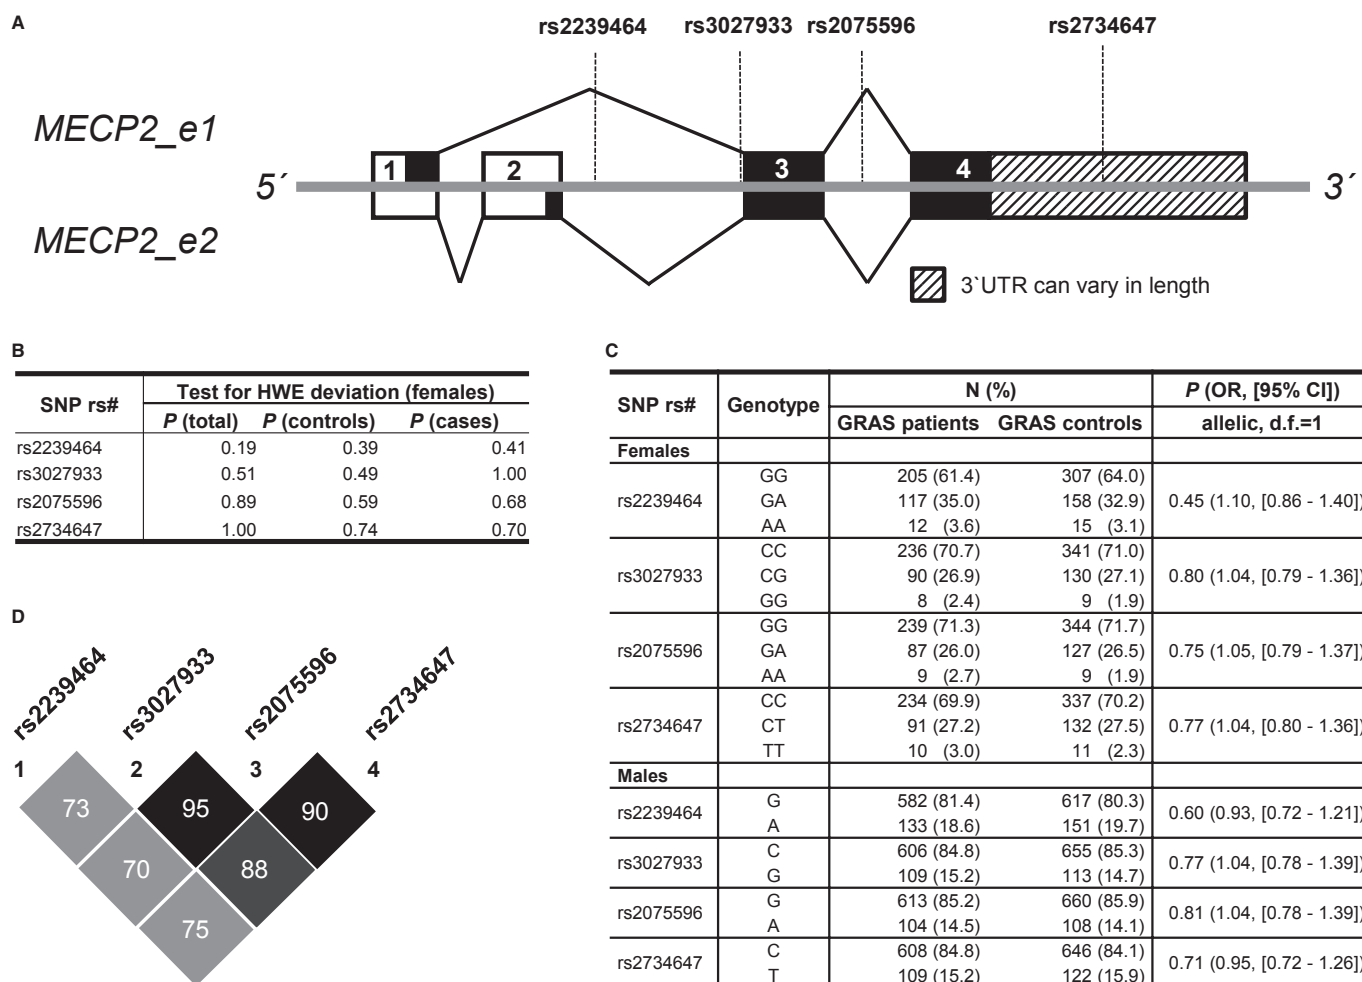 A
rs2239464 rs3027933 rs2075596 rs2734647
MECP2_e1
1 2 3 4
5´ 3´
MECP2_e2
3`UTR can vary in length
B
SNP rs# Test for HWE deviation (females)
P (total) P (controls) P (cases)
rs2239464 0.19 0.39 0.41
rs3027933 0.51 0.49 1.00
rs2075596 0.89 0.59 0.68
rs2734647 1.00 0.74 0.70
C
SNP rs# Genotype N (%) P (OR, [95% CI])
GRAS patients GRAS controls allelic, d.f.=1
Females
GG 205 (61.4) 307 (64.0)
rs2239464 GA 117 (35.0) 158 (32.9) 0.45 (1.10, [0.86 - 1.40])
AA 12 (3.6) 15 (3.1)
CC 236 (70.7) 341 (71.0)
rs3027933 CG 90 (26.9) 130 (27.1) 0.80 (1.04, [0.79 - 1.36])
GG 8 (2.4) 9 (1.9)
GG 239 (71.3) 344 (71.7)
rs2075596 GA 87 (26.0) 127 (26.5) 0.75 (1.05, [0.79 - 1.37])
AA 9 (2.7) 9 (1.9)
CC 234 (69.9) 337 (70.2)
rs2734647 CT 91 (27.2) 132 (27.5) 0.77 (1.04, [0.80 - 1.36])
TT 10 (3.0) 11 (2.3)
Males
rs2239464 G 582 (81.4) 617 (80.3) 0.60 (0.93, [0.72 - 1.21])
A 133 (18.6) 151 (19.7)
rs3027933 C 606 (84.8) 655 (85.3) 0.77 (1.04, [0.78 - 1.39])
G 109 (15.2) 113 (14.7)
rs2075596 G 613 (85.2) 660 (85.9) 0.81 (1.04, [0.78 - 1.39])
A 104 (14.5) 108 (14.1)
rs2734647 C 608 (84.8) 646 (84.1) 0.71 (0.95, [0.72 - 1.26])
T 109 (15.2) 122 (15.9)
D
rs2239464 rs3027933 rs2075596 rs2734647
1 2 3 4
73 95 90
70 88
75